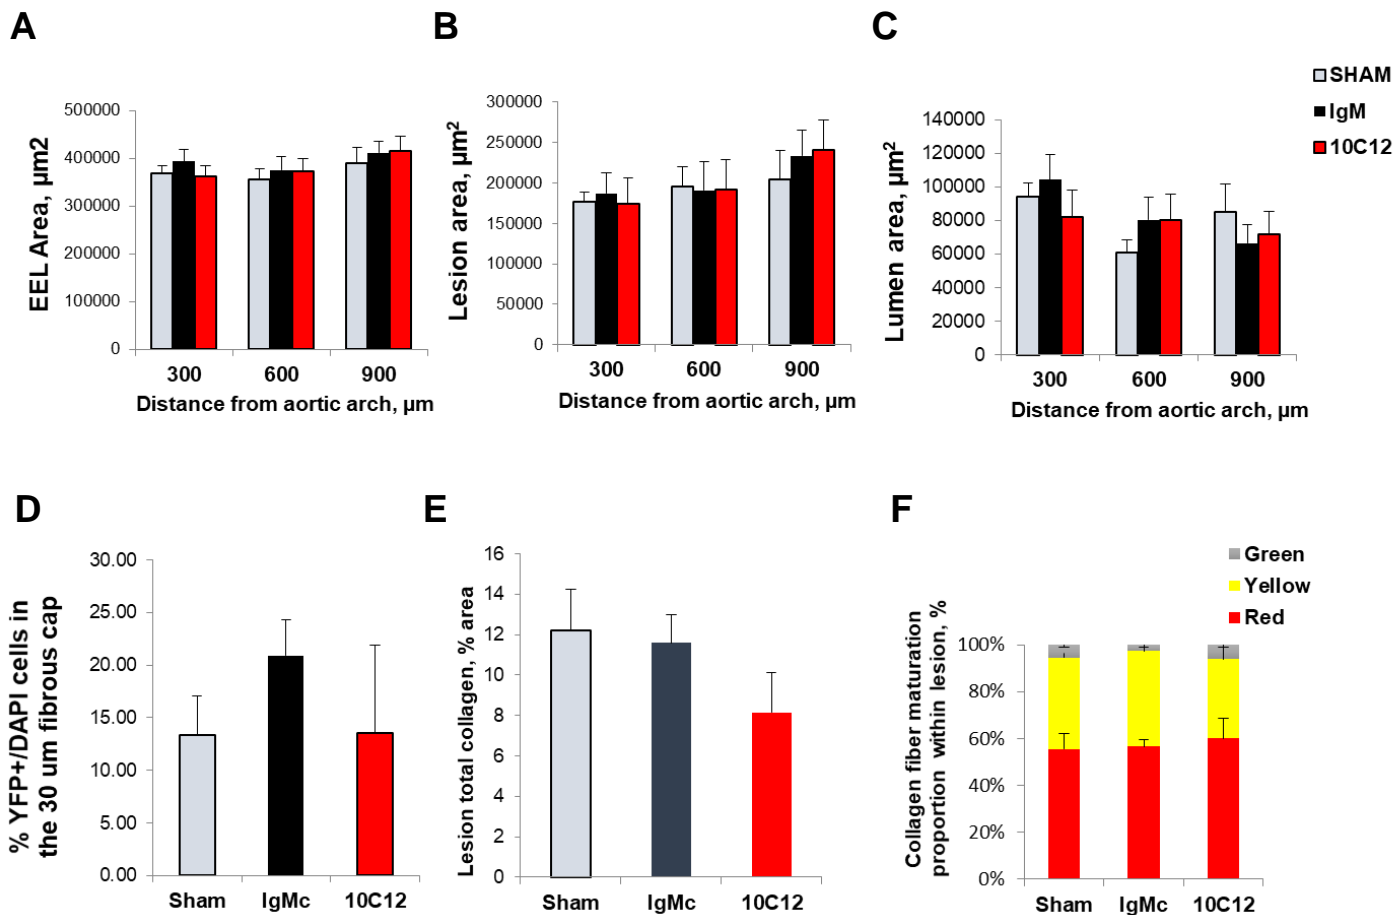 A
B
C
SHAM
IgM
10C12
EEL Area, µm2
500000
400000
300000
200000
100000
0
300 600 900
Distance from aortic arch, µm
Lesion area, µm²
300000
250000
200000
150000
100000
50000
0
300 600 900
Distance from aortic arch, µm
Lumen area, µm²
140000
120000
100000
80000
60000
40000
20000
0
300 600 900
Distance from aortic arch, µm
D
E
F
% YFP+/DAPI cells in
the 30 um fibrous cap
30.00
25.00
20.00
15.00
10.00
5.00
0.00
Sham IgMc 10C12
Lesion total collagen, % area
16
14
12
10
8
6
4
2
0
Sham IgMc 10C12
Green
Yellow
Red
Collagen fiber maturation
proportion within lesion, %
100%
80%
60%
40%
20%
0%
Sham IgMc 10C12